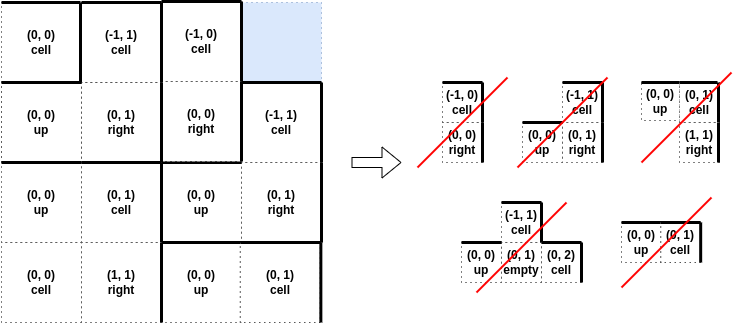 (0, 0)
cell
(-1, 1)
cell
(-1, 0)
cell
(0, 0)
up
(0, 1)
right
(0, 0)
right
(-1, 1)
cell
(0, 0)
up
(0, 1)
cell
(0, 0)
up
(0, 1)
right
(0, 0)
cell
(1, 1)
right
(0, 0)
up
(0, 1)
cell
(-1, 0)
cell
(0, 0)
right
(-1, 1)
cell
(0, 0)
up
(0, 1)
right
(0, 0)
up
(0, 1)
cell
(1, 1)
right
(-1, 1)
cell
(0, 0)
up
(0, 1)
empty
(0, 2)
cell
(0, 0)
up
(0, 1)
cell